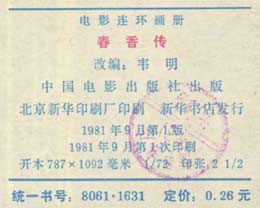 电影连环画册
春香传
改编：韦明
中国电影出版社出版
北京新华印刷厂印刷 新华书店发行
1981年9月第1版
1981年9月第1次印刷
开本787×1092毫米 1/72 印张2 1/2
统一书号：8061·1631 定价：0.26元